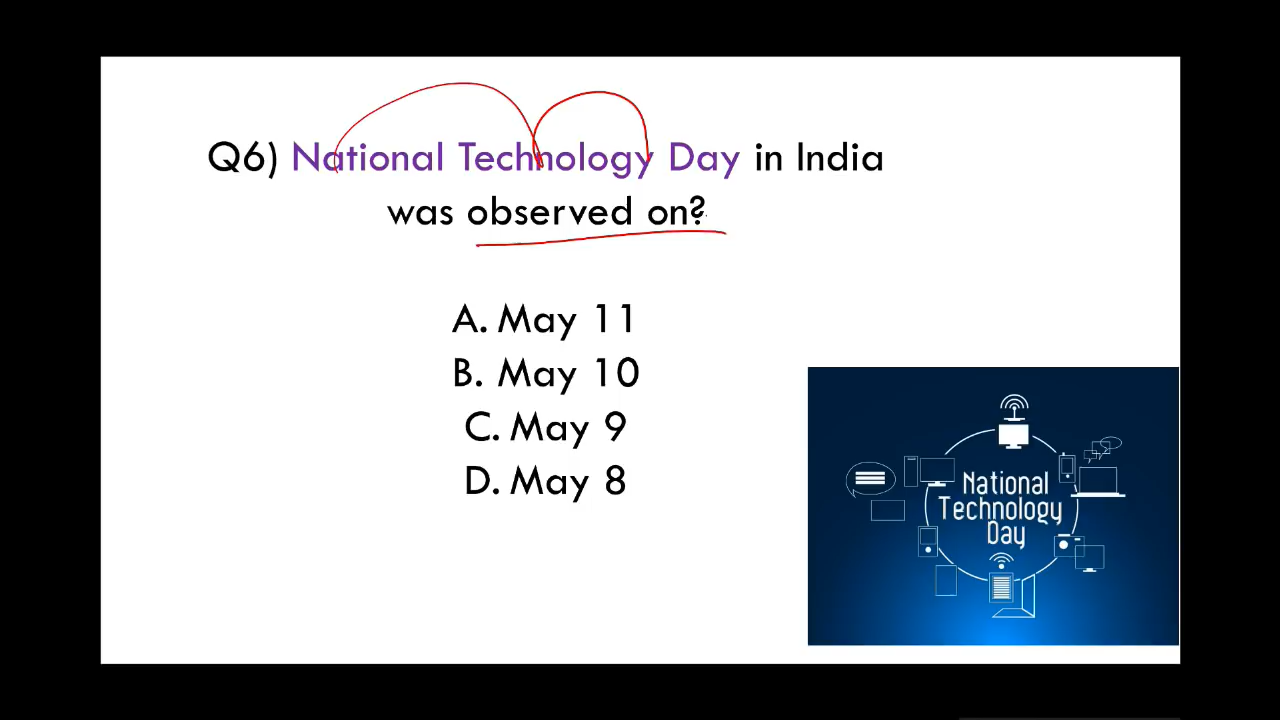 Q6) National Technology Day in India
was observed on?
A. May 11
B. May 10
C. May 9
D. May 8
National
Technology
Day